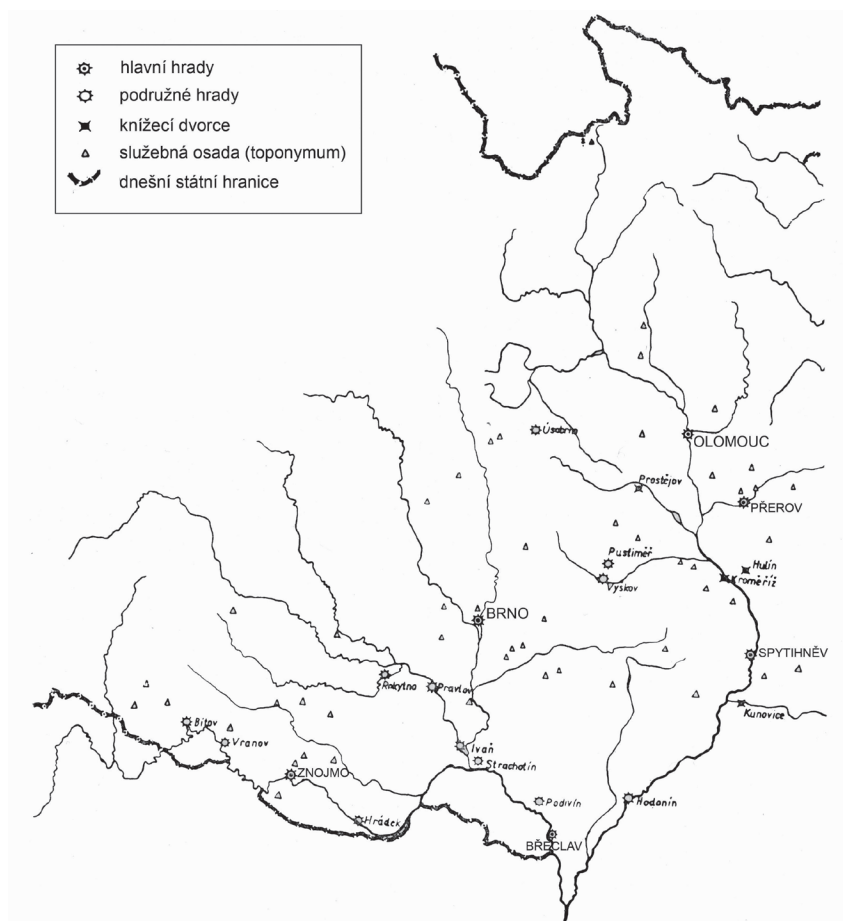 hlavní hrady
podružné hrady
knížecí dvorce
služebná osada (toponymum)
dnešní státní hranice
Úsobrno
OLOMOUC
Prostějov
PŘEROV
Pustiměř
Hulín
Vyškov
Kroměříž
BRNO
SPYTIHNĚV
Rokytno
Pravlov
Kunovice
Bítov
Vranov
Ivaň
Strachotín
ZNOJMO
Podivín
Hodonín
Hrádek
BŘECLAV